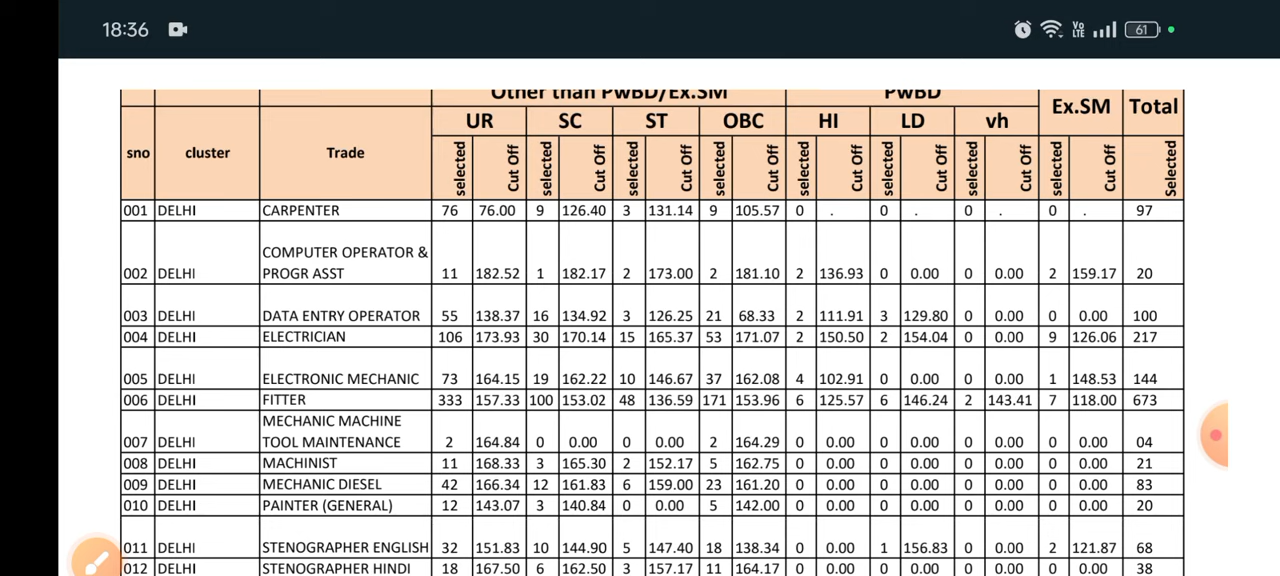 18:36 Vo LTE 61
Other than PwBD/Ex.SM PwBD
sno cluster Trade UR SC ST OBC HI LD vh Ex.SM Total
selected Cut Off selected Cut Off selected Cut Off selected Cut Off selected Cut Off selected Cut Off selected Cut Off selected Cut Off Selected
001 DELHI CARPENTER 76 76.00 9 126.40 3 131.14 9 105.57 0 . 0 . 0 . 0 . 97
COMPUTER OPERATOR &
002 DELHI PROGR ASST 11 182.52 1 182.17 2 173.00 2 181.10 2 136.93 0 0.00 0 0.00 2 159.17 20
003 DELHI DATA ENTRY OPERATOR 55 138.37 16 134.92 3 126.25 21 68.33 2 111.91 3 129.80 0 0.00 0 0.00 100
004 DELHI ELECTRICIAN 106 173.93 30 170.14 15 165.37 53 171.07 2 150.50 2 154.04 0 0.00 9 126.06 217
005 DELHI ELECTRONIC MECHANIC 73 164.15 19 162.22 10 146.67 37 162.08 4 102.91 0 0.00 0 0.00 1 148.53 144
006 DELHI FITTER 333 157.33 100 153.02 48 136.59 171 153.96 6 125.57 6 146.24 2 143.41 7 118.00 673
MECHANIC MACHINE
007 DELHI TOOL MAINTENANCE 2 164.84 0 0.00 0 0.00 2 164.29 0 0.00 0 0.00 0 0.00 0 0.00 04
008 DELHI MACHINIST 11 168.33 3 165.30 2 152.17 5 162.75 0 0.00 0 0.00 0 0.00 0 0.00 21
009 DELHI MECHANIC DIESEL 42 166.34 12 161.83 6 159.00 23 161.20 0 0.00 0 0.00 0 0.00 0 0.00 83
010 DELHI PAINTER (GENERAL) 12 143.07 3 140.84 0 0.00 5 142.00 0 0.00 0 0.00 0 0.00 0 0.00 20
011 DELHI STENOGRAPHER ENGLISH 32 151.83 10 144.90 5 147.40 18 138.34 0 0.00 1 156.83 0 0.00 2 121.87 68
012 DELHI STENOGRAPHER HINDI 18 167.50 6 162.50 3 157.17 11 164.17 0 0.00 0 0.00 0 0.00 0 0.00 38